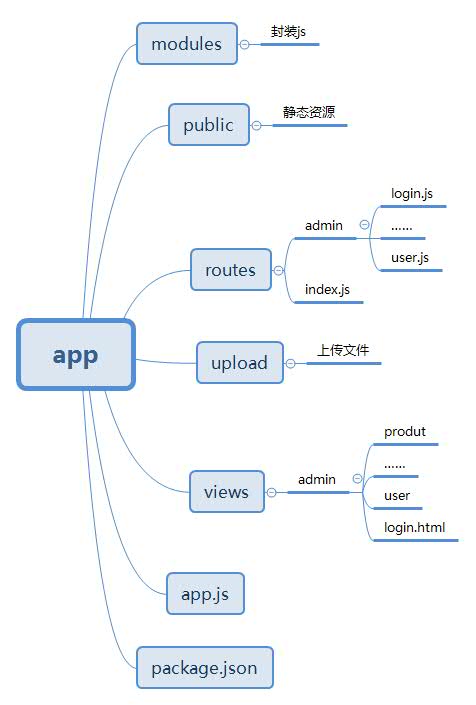 modules
封装js
public
静态资源
login.js
admin
......
routes
user.js
index.js
app
upload
上传文件
produt
......
views
admin
user
login.html
app.js
package.json